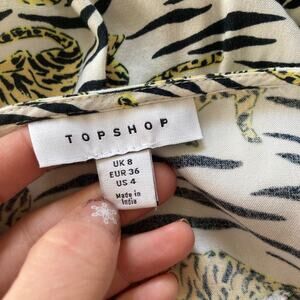 TOPSHOP
UK 8
EUR 36
US 4
Made in
India